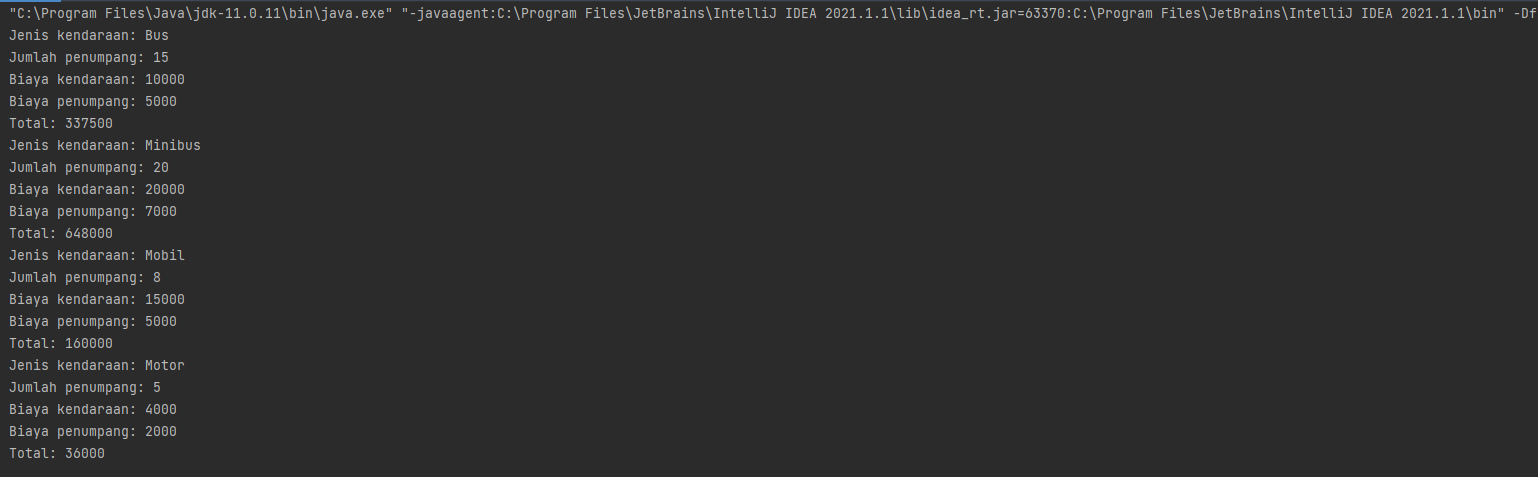 "C:\Program Files\Java\jdk-11.0.11\bin\java.exe" "-javaagent:C:\Program Files\JetBrains\IntelliJ IDEA 2021.1.1\lib\idea_rt.jar=63370:C:\Program Files\JetBrains\IntelliJ IDEA 2021.1.1\bin" -Df
Jenis kendaraan: Bus
Jumlah penumpang: 15
Biaya kendaraan: 10000
Biaya penumpang: 5000
Total: 337500
Jenis kendaraan: Minibus
Jumlah penumpang: 20
Biaya kendaraan: 20000
Biaya penumpang: 7000
Total: 648000
Jenis kendaraan: Mobil
Jumlah penumpang: 8
Biaya kendaraan: 15000
Biaya penumpang: 5000
Total: 160000
Jenis kendaraan: Motor
Jumlah penumpang: 5
Biaya kendaraan: 4000
Biaya penumpang: 2000
Total: 36000